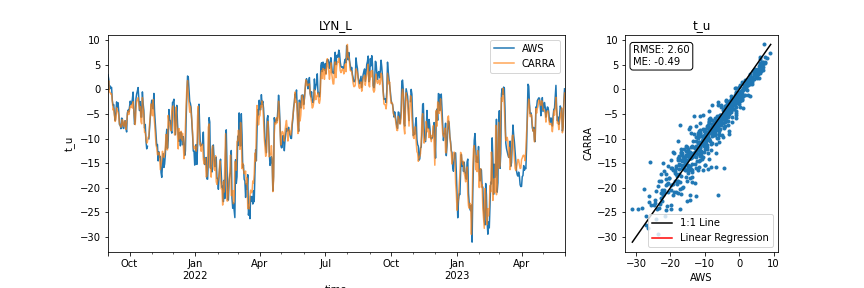 LYN_L
t_u
10
5
0
−5
−10
−15
−20
−25
−30
t_u
AWS
CARRA
Oct
Jan
2022
Apr
Jul
Oct
Jan
2023
Apr
time
t_u
10
5
0
−5
−10
−15
−20
−25
−30
CARRA
RMSE: 2.60
ME: -0.49
1:1 Line
Linear Regression
−30
−20
−10
0
10
AWS